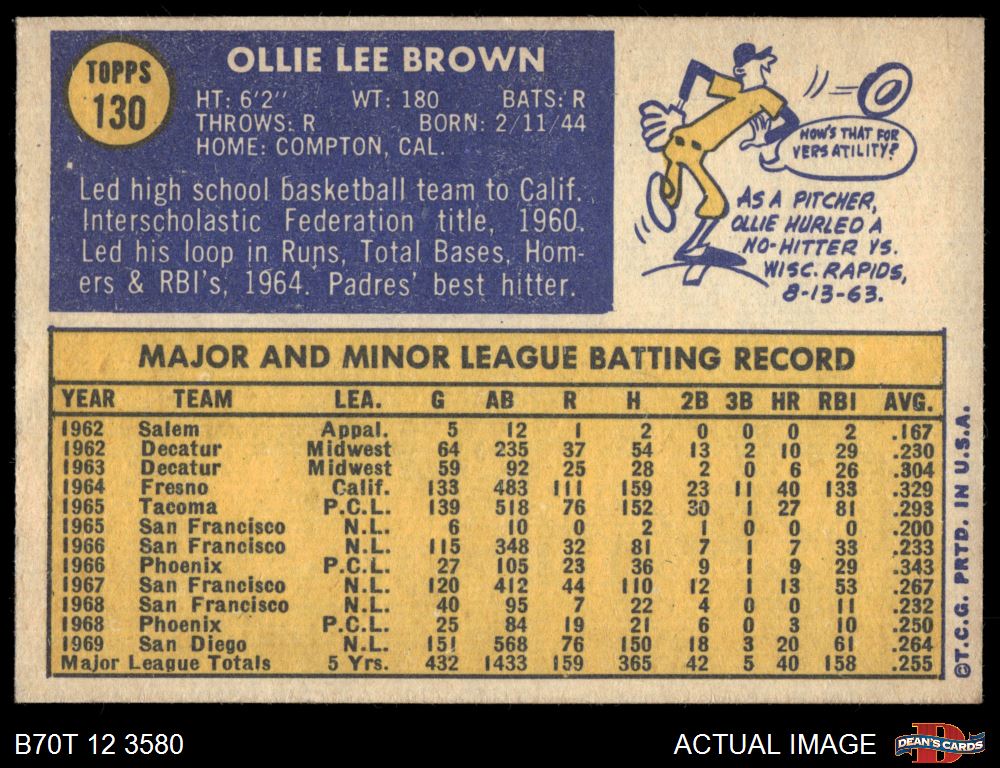 TOPPS
130
OLLIE LEE BROWN
HT: 6'2" WT: 180 BATS: R
THROWS: R BORN: 2/11/44
HOME: COMPTON, CAL.
Led high school basketball team to Calif.
Interscholastic Federation title, 1960.
Led his loop in Runs, Total Bases, Hom-
ers & RBI's, 1964. Padres' best hitter.
HOW'S THAT FOR
VERSATILITY?
AS A PITCHER,
OLLIE HURLED A
NO-HITTER VS.
WISC. RAPIDS,
8-13-63.
MAJOR AND MINOR LEAGUE BATTING RECORD
YEAR TEAM LEA. G AB R H 2B 3B HR RBI AVG.
1962 Salem Appal. 5 12 1 2 0 0 0 2 .167
1962 Decatur Midwest 64 235 37 54 13 2 10 29 .230
1963 Decatur Midwest 59 92 25 28 2 0 6 26 .304
1964 Fresno Calif. 133 483 111 159 23 11 40 133 .329
1965 Tacoma P.C.L. 139 518 76 152 30 1 27 81 .293
1965 San Francisco N.L. 6 10 0 2 1 0 0 0 .200
1966 San Francisco N.L. 115 348 32 81 7 1 7 33 .233
1966 Phoenix P.C.L. 27 105 23 36 9 1 9 29 .343
1967 San Francisco N.L. 120 412 44 110 12 1 13 53 .267
1968 San Francisco N.L. 40 95 7 22 4 0 0 11 .232
1968 Phoenix P.C.L. 25 84 19 21 6 0 3 10 .250
1969 San Diego N.L. 151 568 76 150 18 3 20 61 .264
Major League Totals 5 Yrs. 432 1433 159 365 42 5 40 158 .255
©T.C.G. PRTD. IN U.S.A.
B70T 12 3580
ACTUAL IMAGE
DEAN'S CARDS